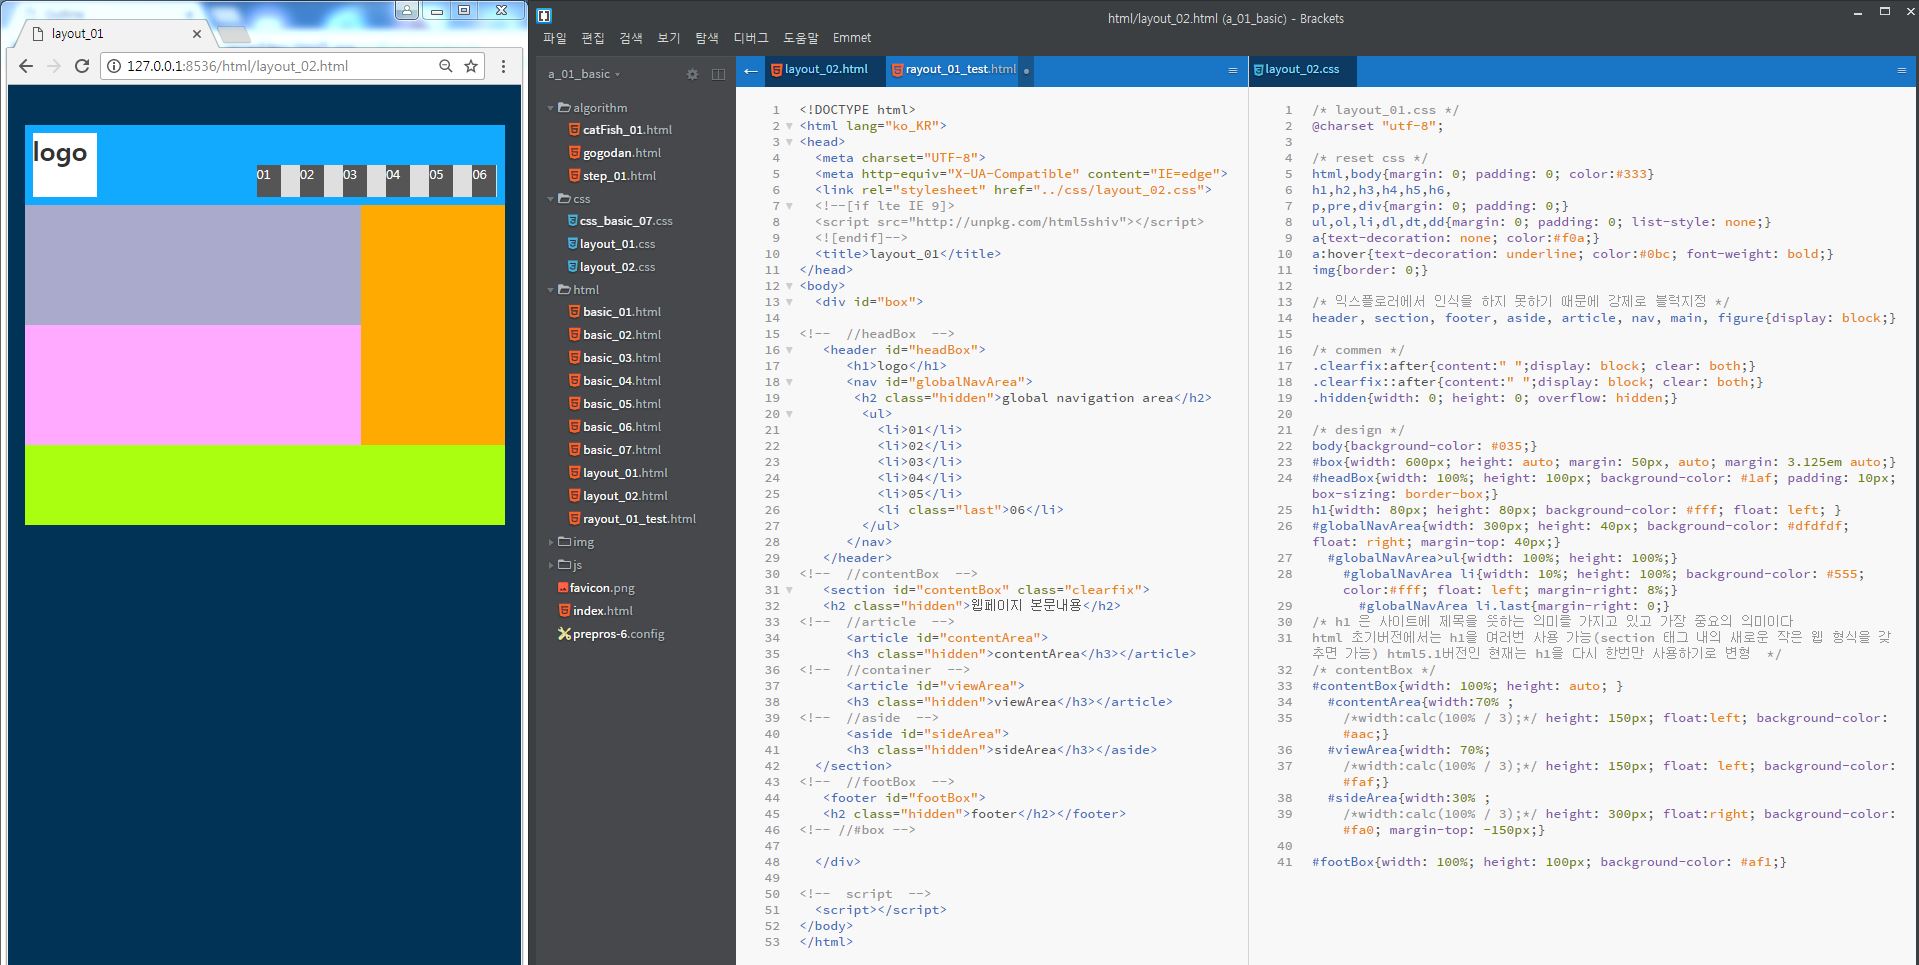 layout_01
127.0.0.1:8536/html/layout_02.html
logo
01 02 03 04 05 06
html/layout_02.html (a_01_basic) - Brackets
파일 편집 검색 보기 탐색 디버그 도움말 Emmet
a_01_basic
algorithm
catFish_01.html
gogodan.html
step_01.html
css
css_basic_07.css
layout_01.css
layout_02.css
html
basic_01.html
basic_02.html
basic_03.html
basic_04.html
basic_05.html
basic_06.html
basic_07.html
layout_01.html
layout_02.html
rayout_01_test.html
img
js
favicon.png
index.html
prepros-6.config
layout_02.html rayout_01_test.html
1 <!DOCTYPE html>
2 <html lang="ko_KR">
3 <head>
4 <meta charset="UTF-8">
5 <meta http-equiv="X-UA-Compatible" content="IE=edge">
6 <link rel="stylesheet" href="../css/layout_02.css">
7 <!--[if lte IE 9]>
8 <script src="http://unpkg.com/html5shiv"></script>
9 <![endif]-->
10 <title>layout_01</title>
11 </head>
12 <body>
13 <div id="box">
14
15 <!-- //headBox -->
16 <header id="headBox">
17 <h1>logo</h1>
18 <nav id="globalNavArea">
19 <h2 class="hidden">global navigation area</h2>
20 <ul>
21 <li>01</li>
22 <li>02</li>
23 <li>03</li>
24 <li>04</li>
25 <li>05</li>
26 <li class="last">06</li>
27 </ul>
28 </nav>
29 </header>
30 <!-- //contentBox -->
31 <section id="contentBox" class="clearfix">
32 <h2 class="hidden">웹페이지 본문내용</h2>
33 <!-- //article -->
34 <article id="contentArea">
35 <h3 class="hidden">contentArea</h3></article>
36 <!-- //container -->
37 <article id="viewArea">
38 <h3 class="hidden">viewArea</h3></article>
39 <!-- //aside -->
40 <aside id="sideArea">
41 <h3 class="hidden">sideArea</h3></aside>
42 </section>
43 <!-- //footBox -->
44 <footer id="footBox">
45 <h2 class="hidden">footer</h2></footer>
46 <!-- //#box -->
47
48 </div>
49
50 <!-- script -->
51 <script></script>
52 </body>
53 </html>
layout_02.css
1 /* layout_01.css */
2 @charset "utf-8";
3
4 /* reset css */
5 html,body{margin: 0; padding: 0; color:#333}
6 h1,h2,h3,h4,h5,h6,
7 p,pre,div{margin: 0; padding: 0;}
8 ul,ol,li,dl,dt,dd{margin: 0; padding: 0; list-style: none;}
9 a{text-decoration: none; color:#f0a;}
10 a:hover{text-decoration: underline; color:#0bc; font-weight: bold;}
11 img{border: 0;}
12
13 /* 익스플로러에서 인식을 하지 못하기 때문에 강제로 블럭지정 */
14 header, section, footer, aside, article, nav, main, figure{display: block;}
15
16 /* commen */
17 .clearfix:after{content:" ";display: block; clear: both;}
18 .clearfix::after{content:" ";display: block; clear: both;}
19 .hidden{width: 0; height: 0; overflow: hidden;}
20
21 /* design */
22 body{background-color: #035;}
23 #box{width: 600px; height: auto; margin: 50px, auto; margin: 3.125em auto;}
24 #headBox{width: 100%; height: 100px; background-color: #1af; padding: 10px;
box-sizing: border-box;}
25 h1{width: 80px; height: 80px; background-color: #fff; float: left; }
26 #globalNavArea{width: 300px; height: 40px; background-color: #dfdfdf;
float: right; margin-top: 40px;}
27 #globalNavArea>ul{width: 100%; height: 100%;}
28 #globalNavArea li{width: 10%; height: 100%; background-color: #555;
color:#fff; float: left; margin-right: 8%;}
29 #globalNavArea li.last{margin-right: 0;}
30 /* h1 은 사이트에 제목을 뜻하는 의미를 가지고 있고 가장 중요의 의미이다
31 html 초기버전에서는 h1을 여러번 사용 가능(section 태그 내의 새로운 작은 웹 형식을 갖
추면 가능) html5.1버전인 현재는 h1을 다시 한번만 사용하기로 변형 */
32 /* contentBox */
33 #contentBox{width: 100%; height: auto; }
34 #contentArea{width:70% ;
35 /*width:calc(100% / 3);*/ height: 150px; float:left; background-color:
#aac;}
36 #viewArea{width: 70%;
37 /*width:calc(100% / 3);*/ height: 150px; float: left; background-color:
#faf;}
38 #sideArea{width:30% ;
39 /*width:calc(100% / 3);*/ height: 300px; float:right; background-color:
#fa0; margin-top: -150px;}
40
41 #footBox{width: 100%; height: 100px; background-color: #af1;}